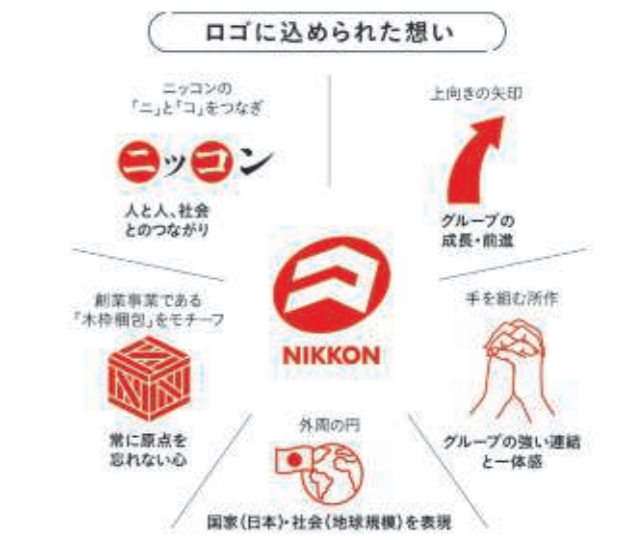 ロゴに込められた想い
ニッコンの
「ニ」と「コ」をつなぎ
ニッコン
人と人、社会
とのつながり
上向きの矢印
グループの
成長・前進
創業事業である
「木枠梱包」をモチーフ
常に原点を
忘れない心
NIKKON
手を組む所作
グループの強い連結
と一体感
外周の円
国家(日本)・社会(地球規模)を表現